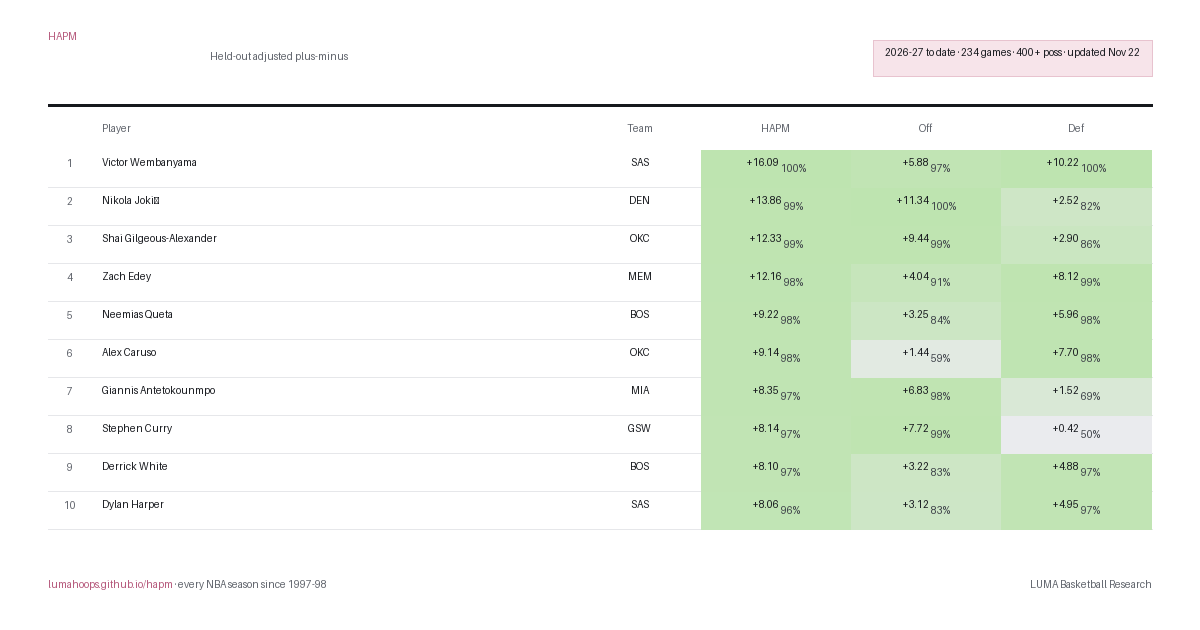 HAPM
Held-out adjusted plus-minus
2026-27 to date · 234 games · 400+ poss · updated Nov 22
Player Team HAPM Off Def
1 Victor Wembanyama SAS +16.09 100% +5.88 97% +10.22 100%
2 Nikola Joki DEN +13.86 99% +11.34 100% +2.52 82%
3 Shai Gilgeous-Alexander OKC +12.33 99% +9.44 99% +2.90 86%
4 Zach Edey MEM +12.16 98% +4.04 91% +8.12 99%
5 Neemias Queta BOS +9.22 98% +3.25 84% +5.96 98%
6 Alex Caruso OKC +9.14 98% +1.44 59% +7.70 98%
7 Giannis Antetokounmpo MIA +8.35 97% +6.83 98% +1.52 69%
8 Stephen Curry GSW +8.14 97% +7.72 99% +0.42 50%
9 Derrick White BOS +8.10 97% +3.22 83% +4.88 97%
10 Dylan Harper SAS +8.06 96% +3.12 83% +4.95 97%
lumahoops.github.io/hapm · every NBA season since 1997-98
LUMA Basketball Research